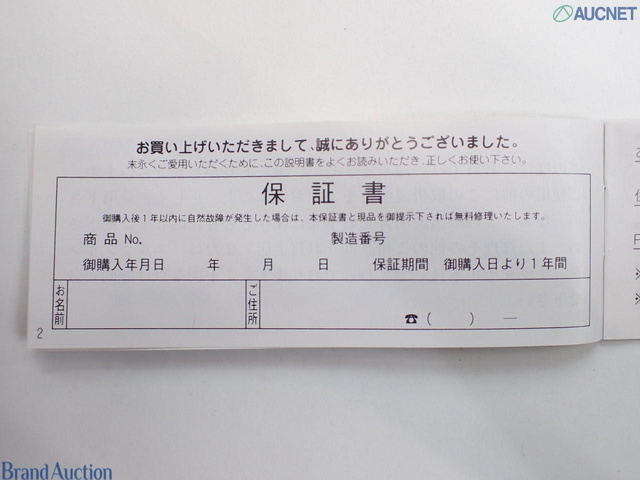 AUCNET
お買い上げいただきまして、誠にありがとうございました。
末永くご愛用いただくために、この説明書をよくお読みいただき、正しくお使い下さい。
保証書
御購入後1年以内に自然故障が発生した場合は、本保証書と現品を御提示下されば無料修理いたします。
商品No. 製造番号
御購入年月日 年 月 日 保証期間 御購入日より1年間
お名前 ご住所
☎( ) ―
2
Brand Auction